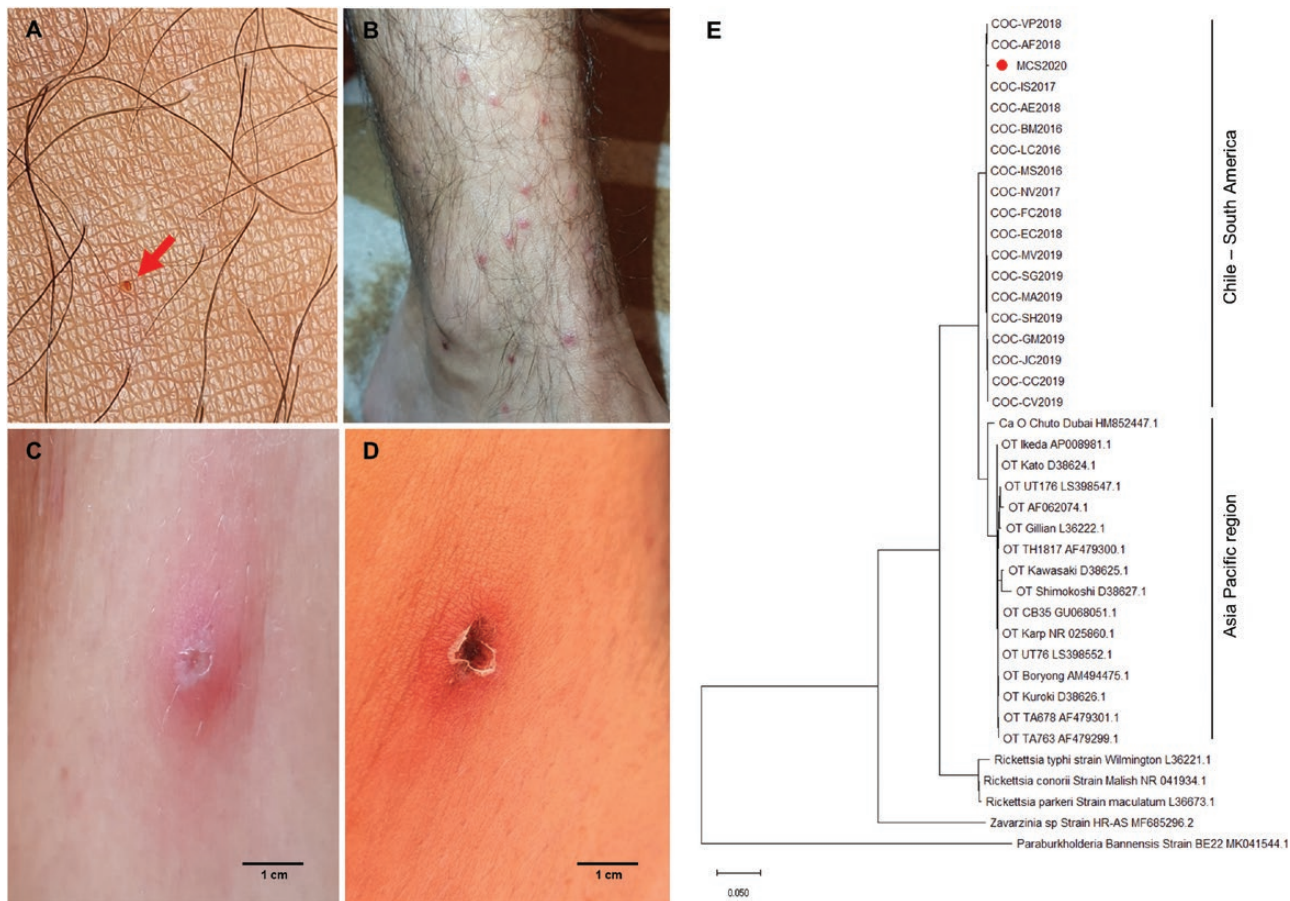 A
B
C
1 cm
D
1 cm
E
COC-VP2018
COC-AF2018
MCS2020
COC-IS2017
COC-AE2018
COC-BM2016
COC-LC2016
COC-MS2016
COC-NV2017
COC-FC2018
COC-EC2018
COC-MV2019
COC-SG2019
COC-MA2019
COC-SH2019
COC-GM2019
COC-JC2019
COC-CC2019
COC-CV2019
Chile – South America
Ca O Chuto Dubai HM852447.1
OT Ikeda AP008981.1
OT Kato D38624.1
OT UT176 LS398547.1
OT AF062074.1
OT Gillian L36222.1
OT TH1817 AF479300.1
OT Kawasaki D38625.1
OT Shimokoshi D38627.1
OT CB35 GU068051.1
OT Karp NR 025860.1
OT UT76 LS398552.1
OT Boryong AM494475.1
OT Kuroki D38626.1
OT TA678 AF479301.1
OT TA763 AF479299.1
Asia Pacific region
Rickettsia typhi strain Wilmington L36221.1
Rickettsia conorii Strain Malish NR 041934.1
Rickettsia parkeri Strain maculatum L36673.1
Zavarzinia sp Strain HR-AS MF685296.2
Paraburkholderia Bannensis Strain BE22 MK041544.1
0.050